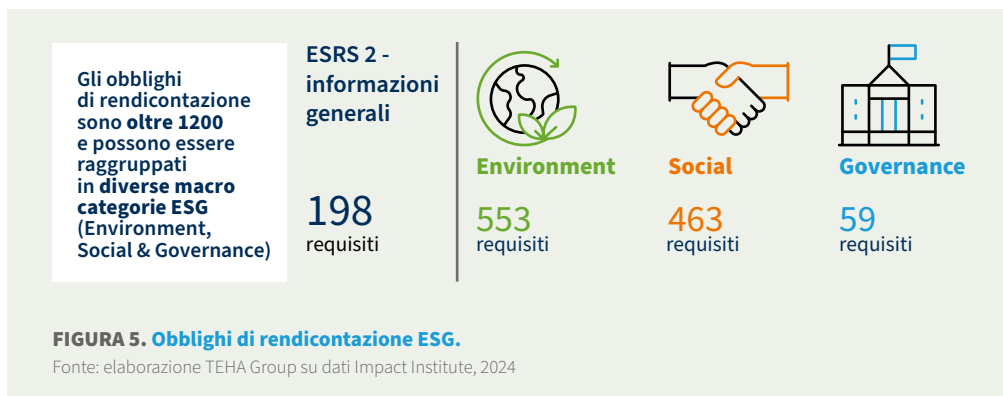 Gli obblighi
di rendicontazione
sono oltre 1200
e possono essere
raggruppati
in diverse macro
categorie ESG
(Environment,
Social & Governance)
ESRS 2 -
informazioni
generali
198
requisiti
Environment
553
requisiti
Social
463
requisiti
Governance
59
requisiti
FIGURA 5. Obblighi di rendicontazione ESG.
Fonte: elaborazione TEHA Group su dati Impact Institute, 2024